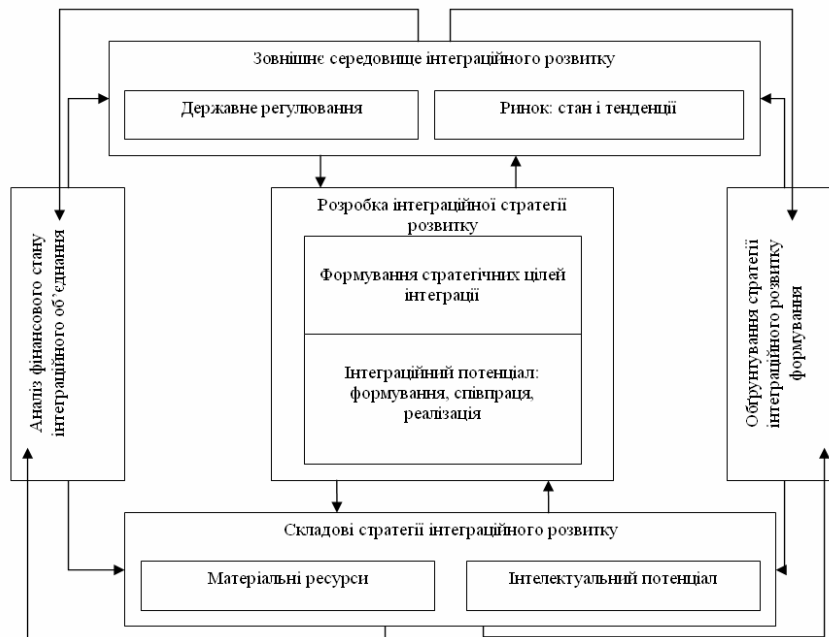 Зовнішнє середовище інтеграційного розвитку
Державне регулювання
Ринок: стан і тенденції
Аналіз фінансового стану
інтеграційного об’єднання
Розробка інтеграційної стратегії
розвитку
Формування стратегічних цілей
інтеграції
Інтеграційний потенціал:
формування, співпраця,
реалізація
Обґрунтування стратегії
інтеграційного розвитку
формування
Складові стратегії інтеграційного розвитку
Матеріальні ресурси
Інтелектуальний потенціал